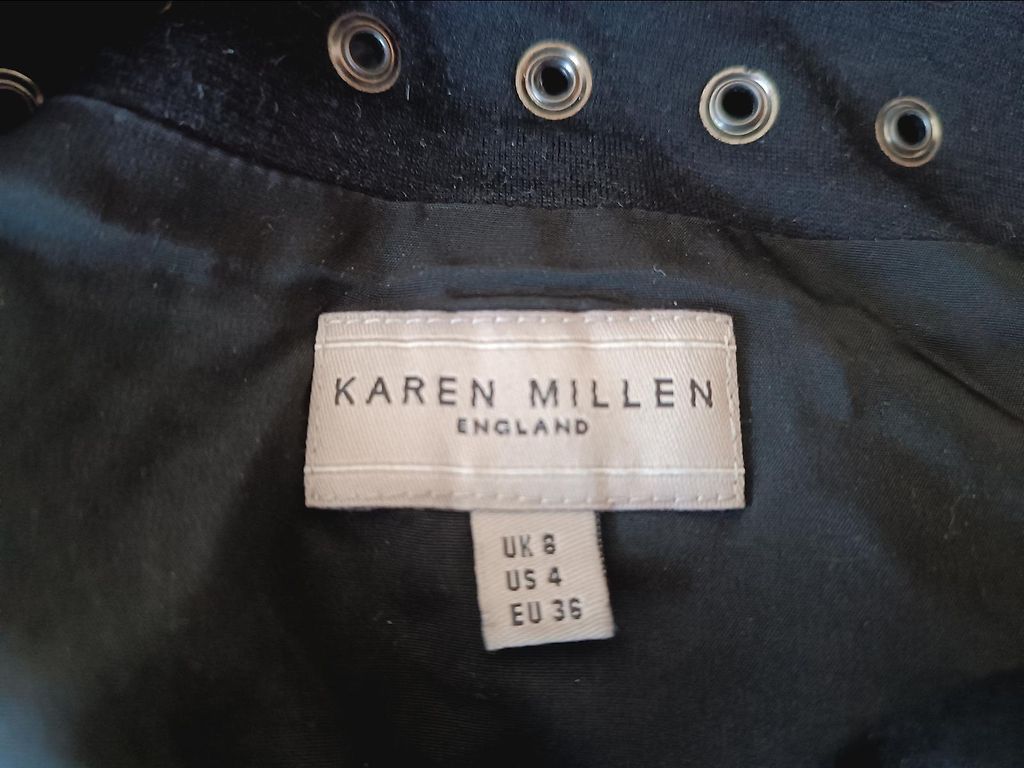 KAREN MILLEN
ENGLAND
UK 8
US 4
EU 36